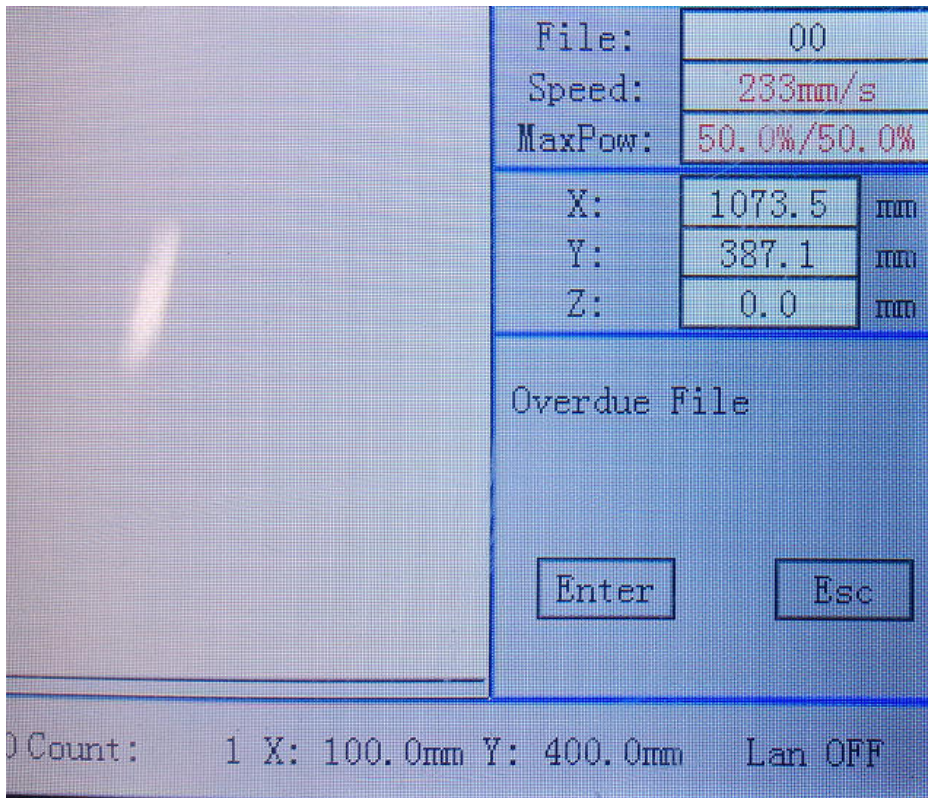 File: 00
Speed: 233mm/s
MaxPow: 50.0%/50.0%
X: 1073.5 mm
Y: 387.1 mm
Z: 0.0 mm
Overdue File
Enter Esc
Count: 1 X: 100.0mm Y: 400.0mm Lan OFF